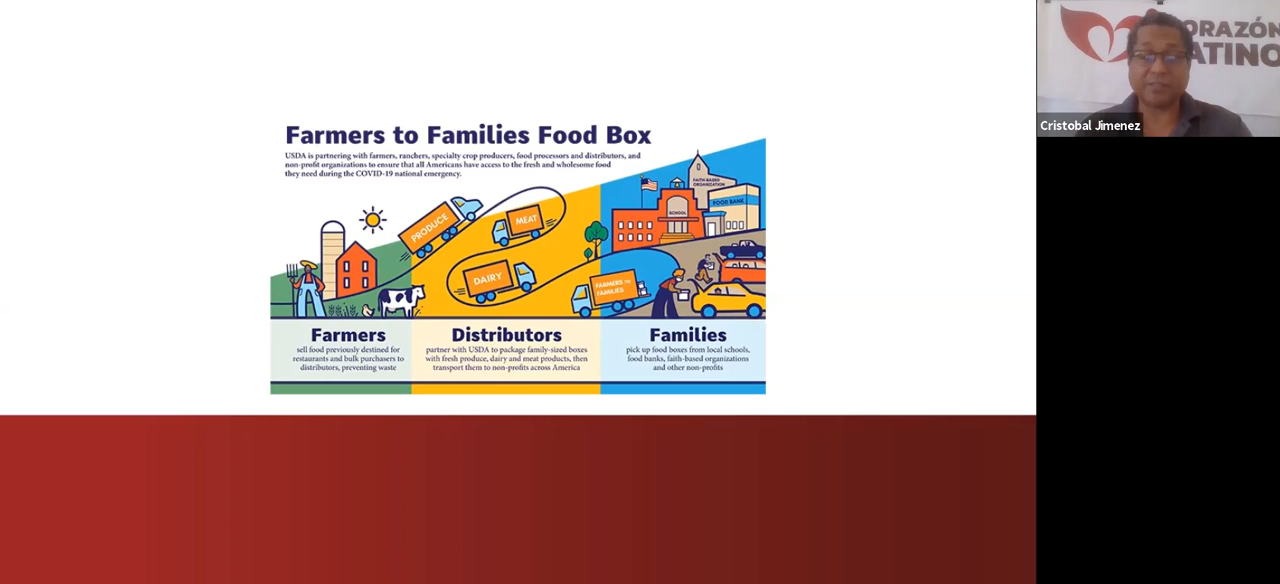 Farmers to Families Food Box
USDA is partnering with farmers, ranchers, specialty crop producers, food processors and distributors, and
non-profit organizations to ensure that all Americans have access to the fresh and wholesome food
they need during the COVID-19 national emergency.
FAITH BASED
ORGANIZATION
FOOD BANK
SCHOOL
PRODUCE
MEAT
DAIRY
FARMERS TO
FAMILIES
Farmers
sell food previously destined for
restaurants and bulk purchasers to
distributors, preventing waste
Distributors
partner with USDA to package family-sized boxes
with fresh produce, dairy and meat products, then
transport them to non-profits across America
Families
pick up food boxes from local schools,
food banks, faith-based organizations
and other non-profits
ORAZÓN
ATINO
Cristobal Jimenez